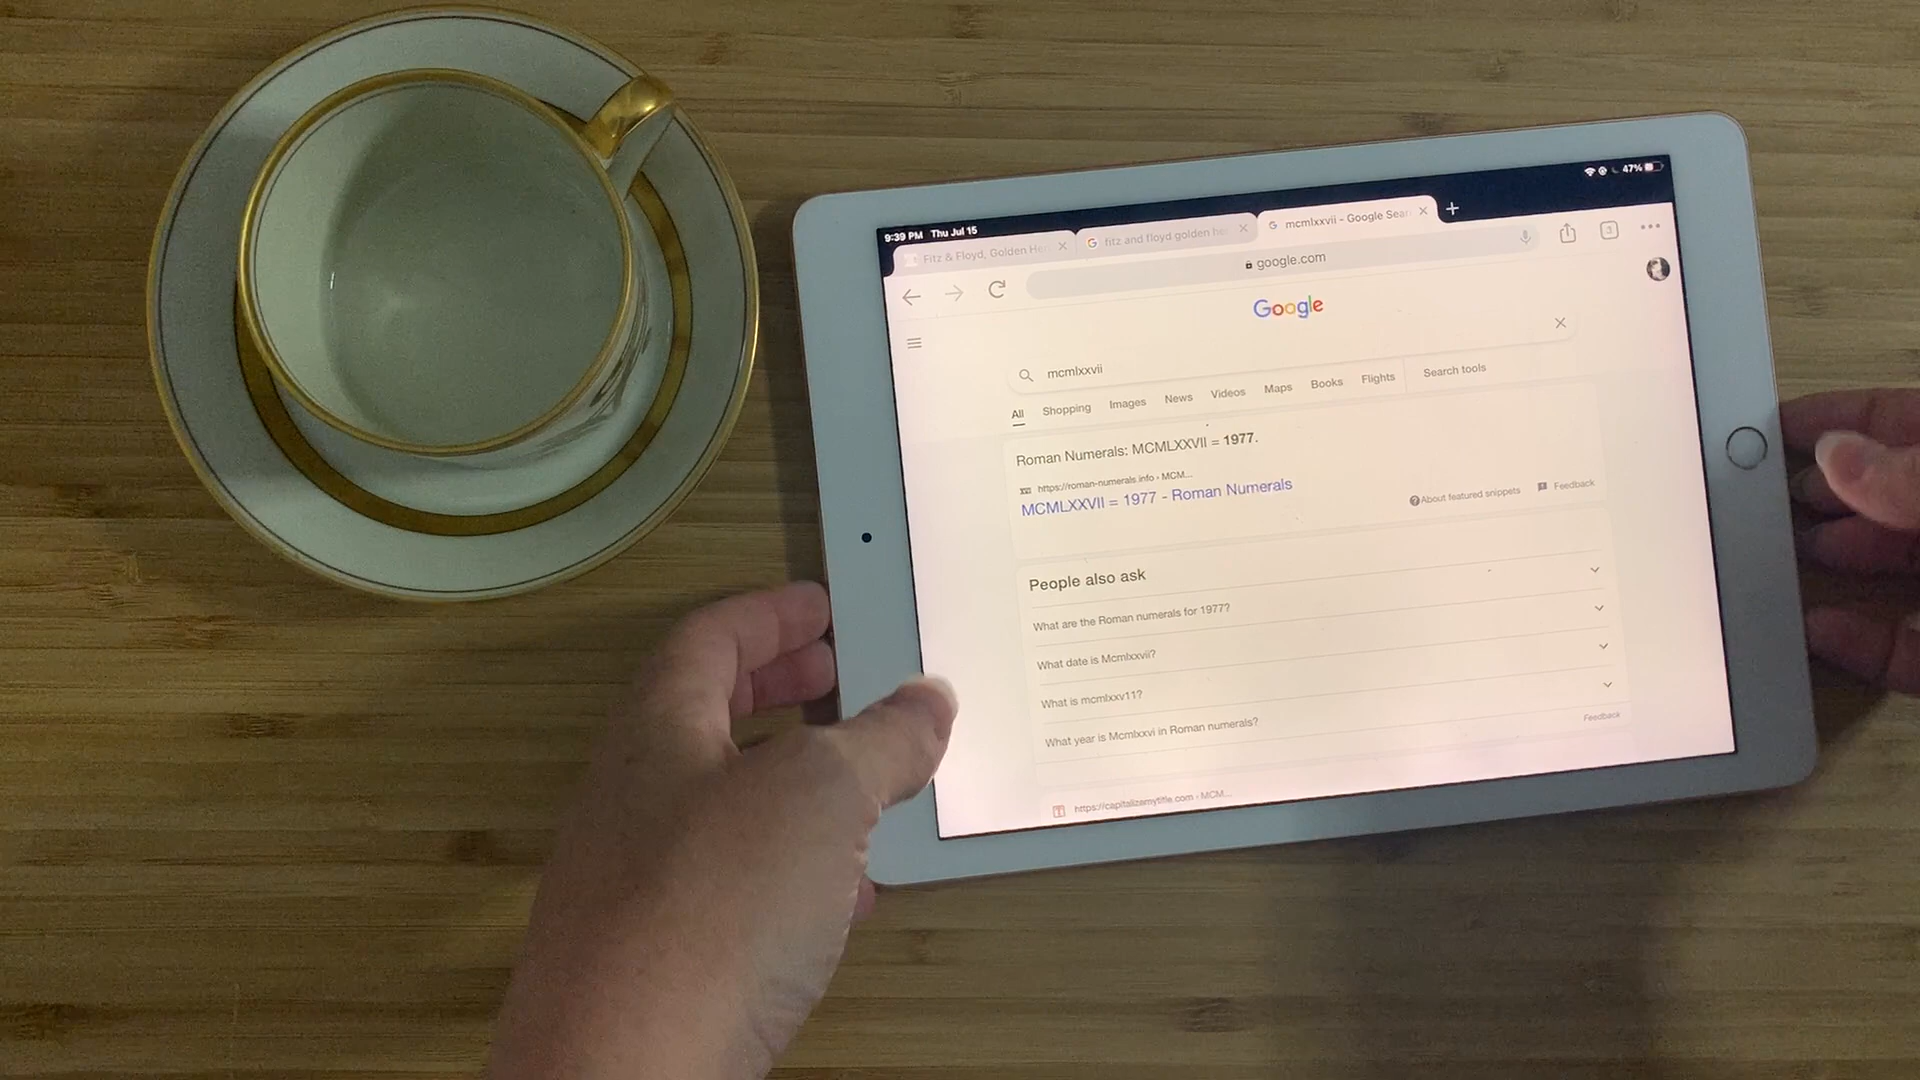 9:39 PM Thu Jul 15
47%
Fitz & Floyd, Golden Her
fitz and floyd golden he
mcmlxxvii - Google Sear
3
google.com
Google
mcmlxxvii
All Shopping Images News Videos Maps Books Flights Search tools
Roman Numerals: MCMLXXVII = 1977.
https://roman-numerals.info › MCM...
MCMLXXVII = 1977 - Roman Numerals
About featured snippets Feedback
People also ask
What are the Roman numerals for 1977?
What date is Mcmlxxvii?
What is mcmlxxv11?
What year is Mcmlxxvi in Roman numerals?
Feedback
https://capitalizemytitle.com › MCM...